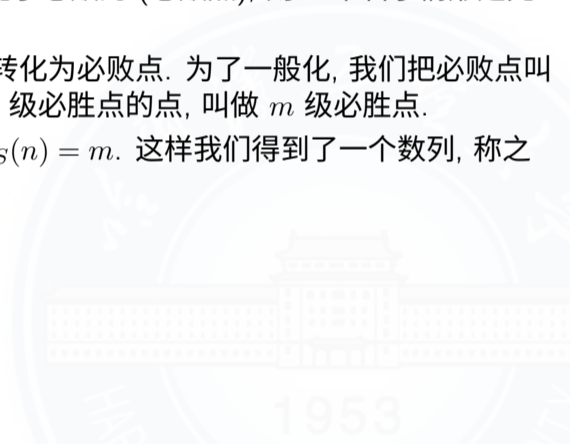 转化为必败点. 为了一般化, 我们把必败点叫
级必胜点的点, 叫做 m 级必胜点.
s(n) = m. 这样我们得到了一个数列, 称之
1953
HAR